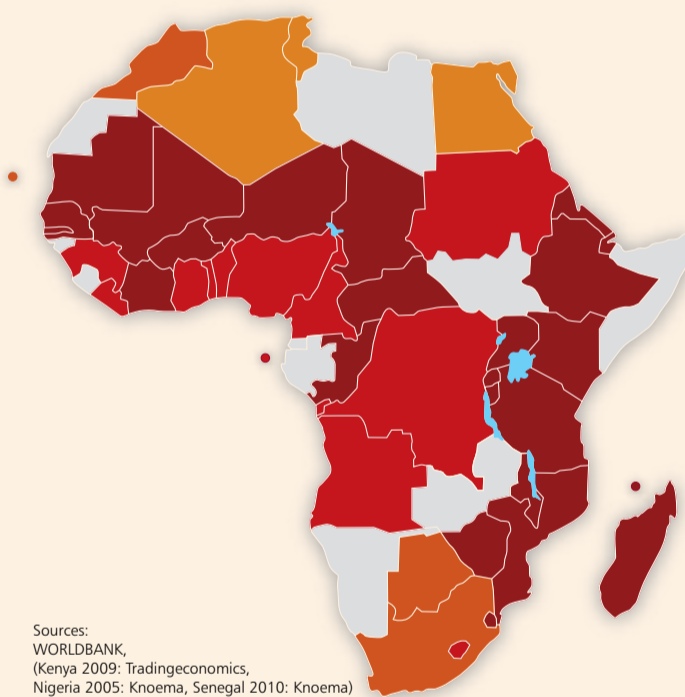 Sources:
WORLDBANK,
(Kenya 2009: Tradingeconomics,
Nigeria 2005: Knoema, Senegal 2010: Knoema)